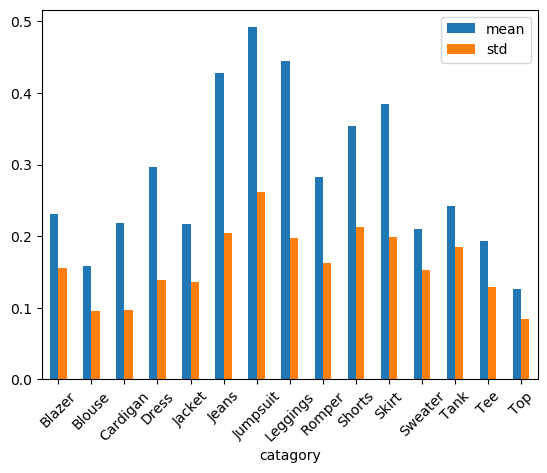 0.5
0.4
0.3
0.2
0.1
0.0
mean
std
Blazer
Blouse
Cardigan
Dress
Jacket
Jeans
Jumpsuit
Leggings
Romper
Shorts
Skirt
Sweater
Tank
Tee
Top
catagory